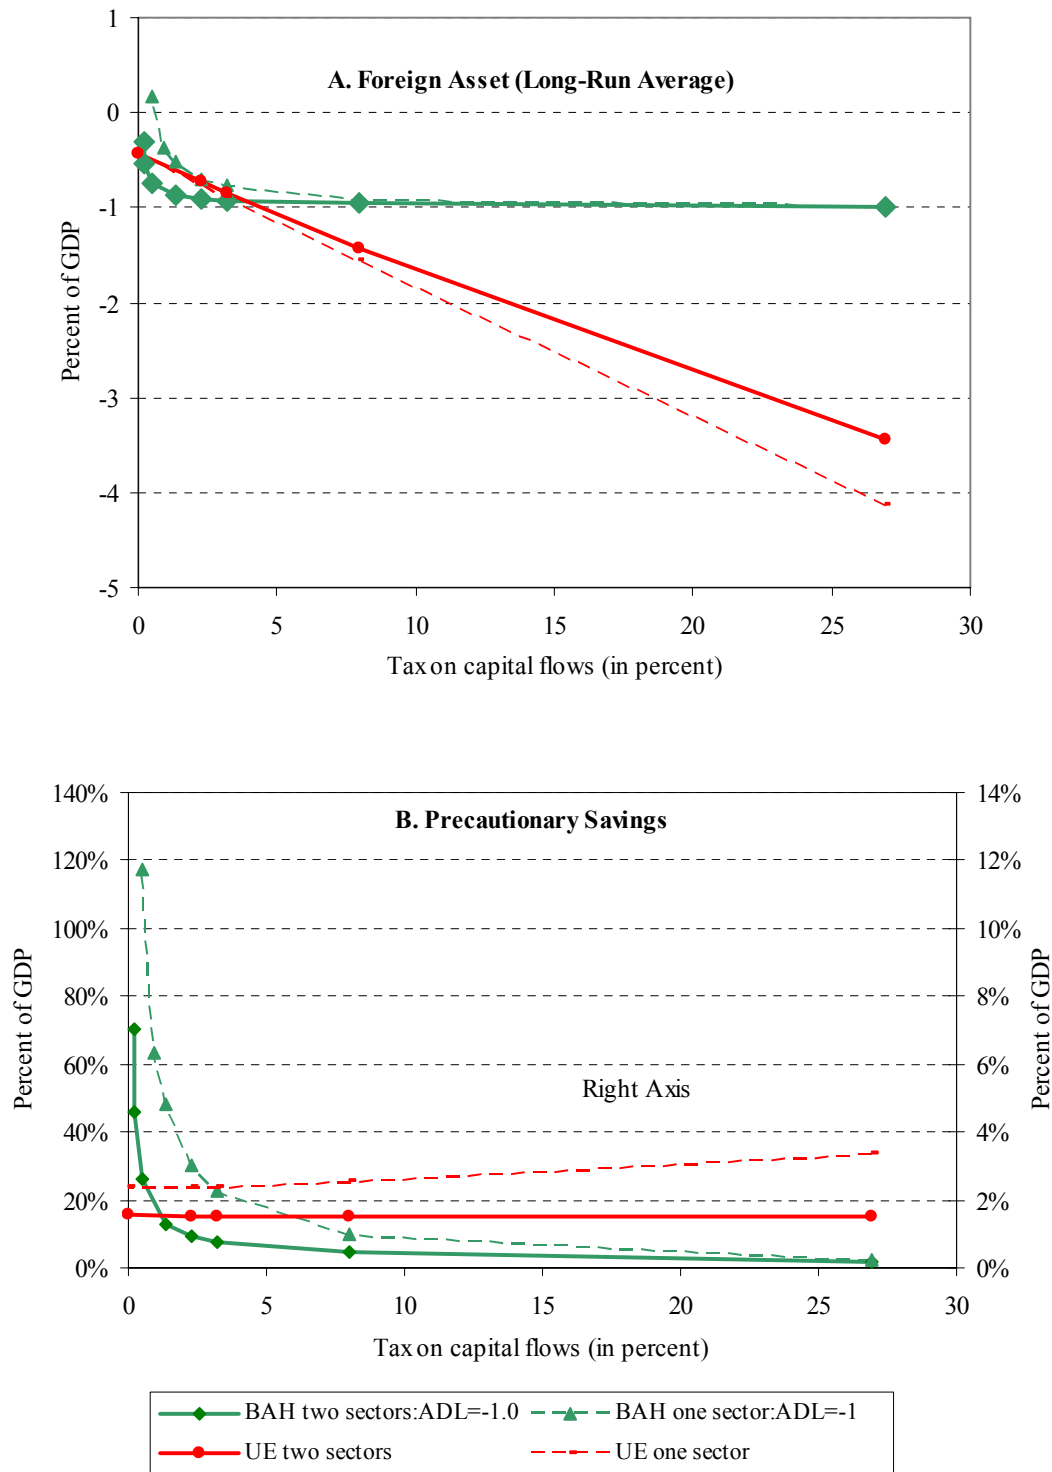 A. Foreign Asset (Long-Run Average)
1
0
-1
-2
-3
-4
-5
Percent of GDP
0 5 10 15 20 25 30
Tax on capital flows (in percent)
B. Precautionary Savings
140%
120%
100%
80%
60%
40%
20%
0%
Percent of GDP
14%
12%
10%
8%
6%
4%
2%
0%
Percent of GDP
Right Axis
0 5 10 15 20 25 30
Tax on capital flows (in percent)
BAH two sectors:ADL=-1.0 BAH one sector:ADL=-1
UE two sectors UE one sector